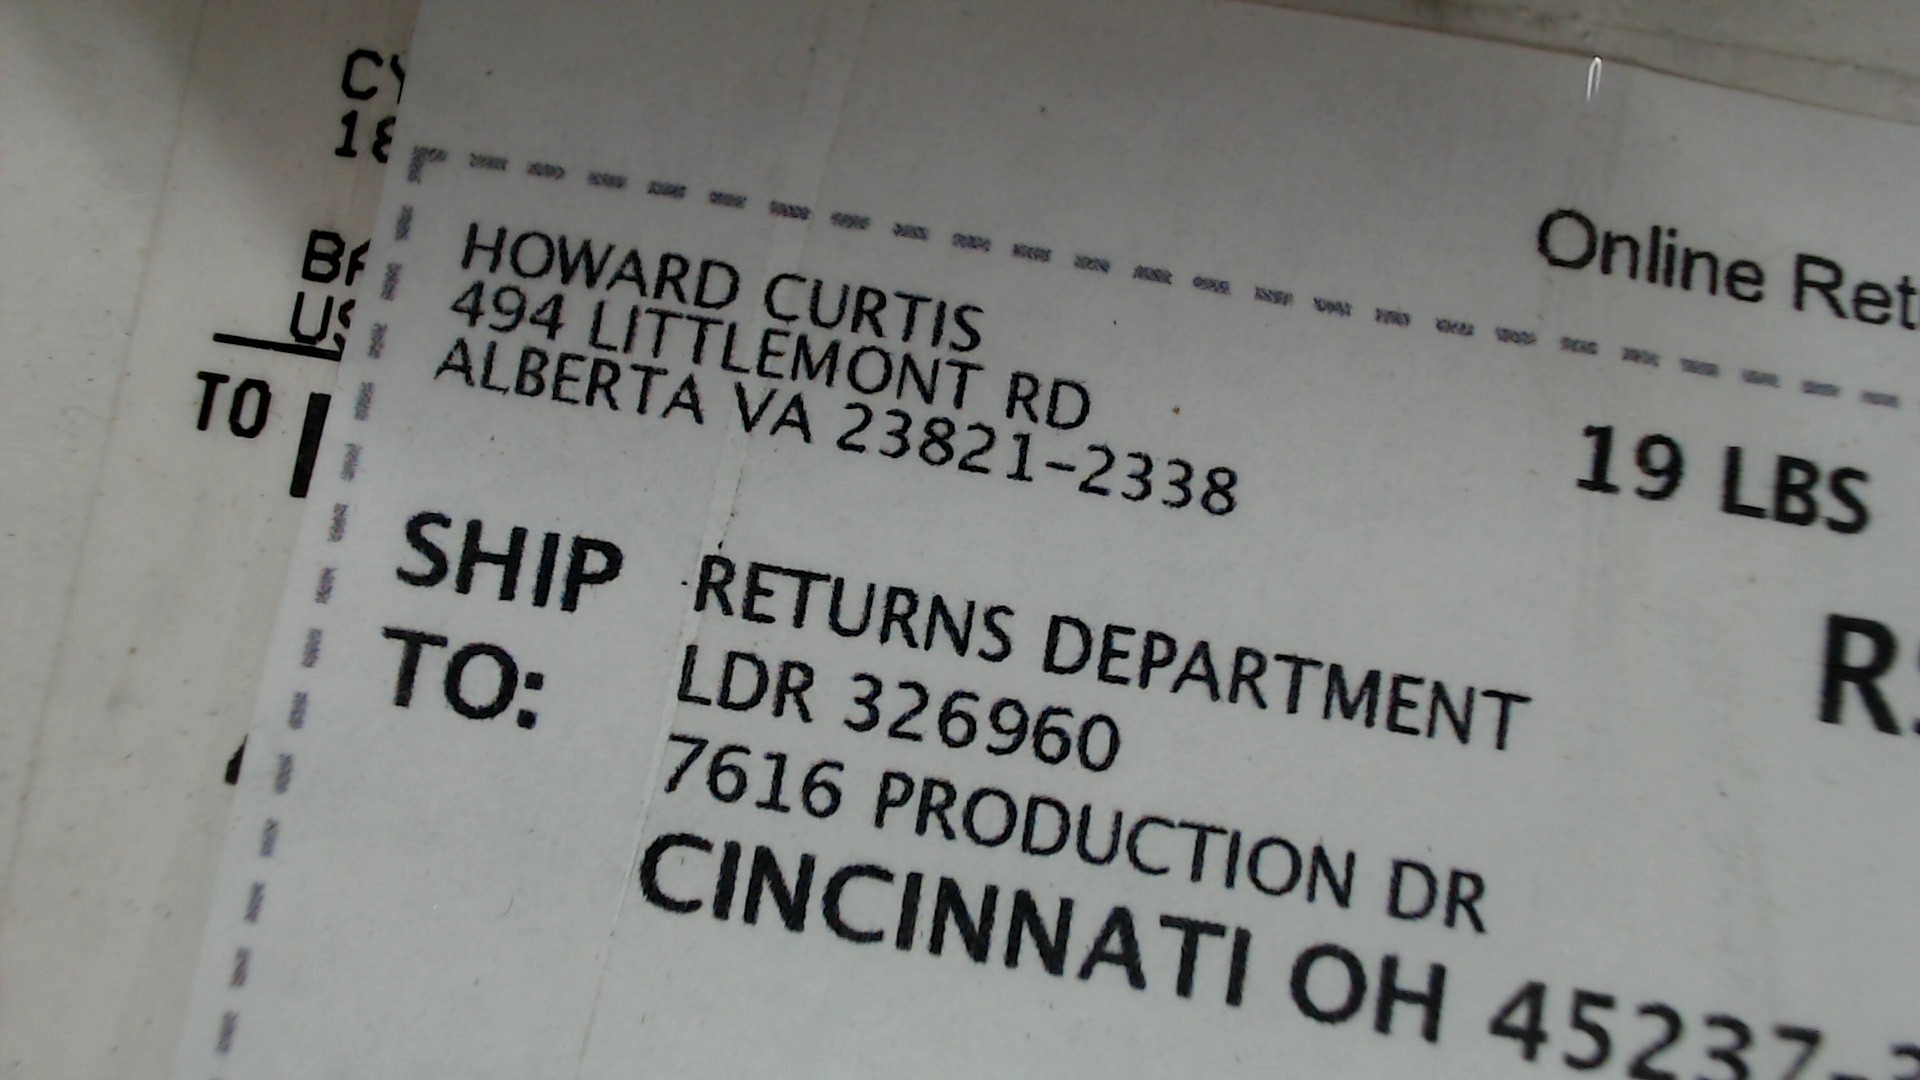 TO
Online
HOWARD CURTIS
494 LITTLEMONT RD
ALBERTA VA 23821-2338
19 LBS
SHIP TO:
RETURNS DEPARTMENT
LDR 326960
7616 PRODUCTION DR
CINCINNATI OH 45237-